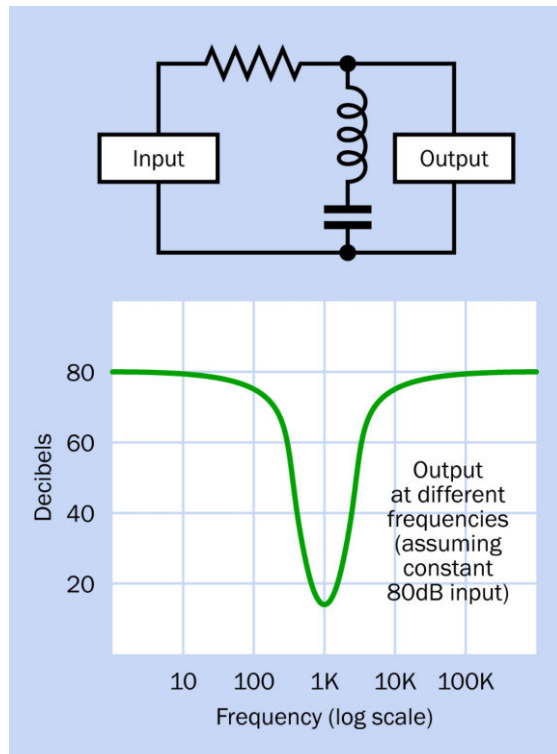 Input
Output
80
60
40
20
Decibels
Output
at different
frequencies
(assuming
constant
80dB input)
10 100 1K 10K 100K
Frequency (log scale)